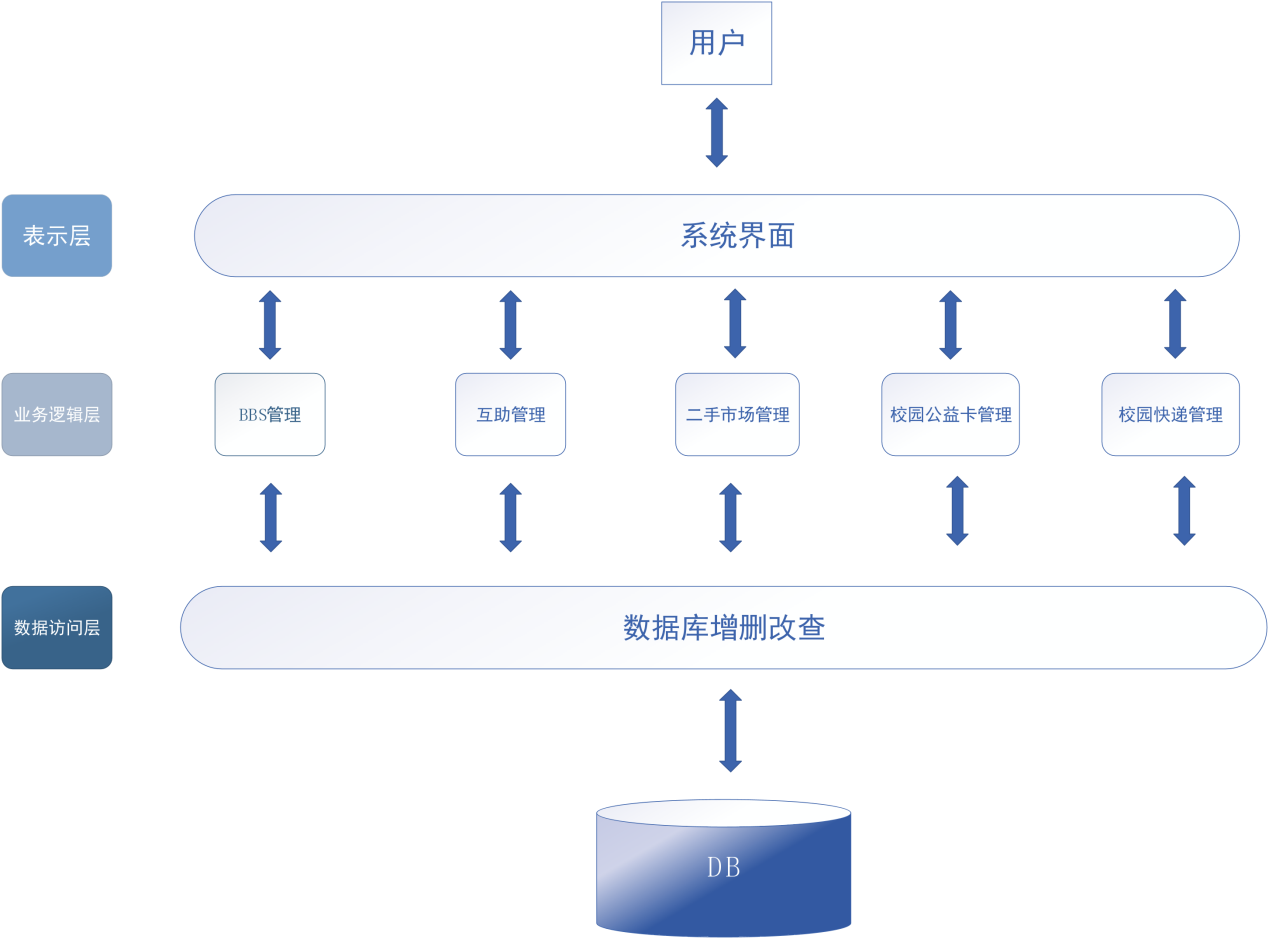 用户
表示层
系统界面
业务逻辑层
BBS管理
互助管理
二手市场管理
校园公益卡管理
校园快递管理
数据访问层
数据库增删改查
DB